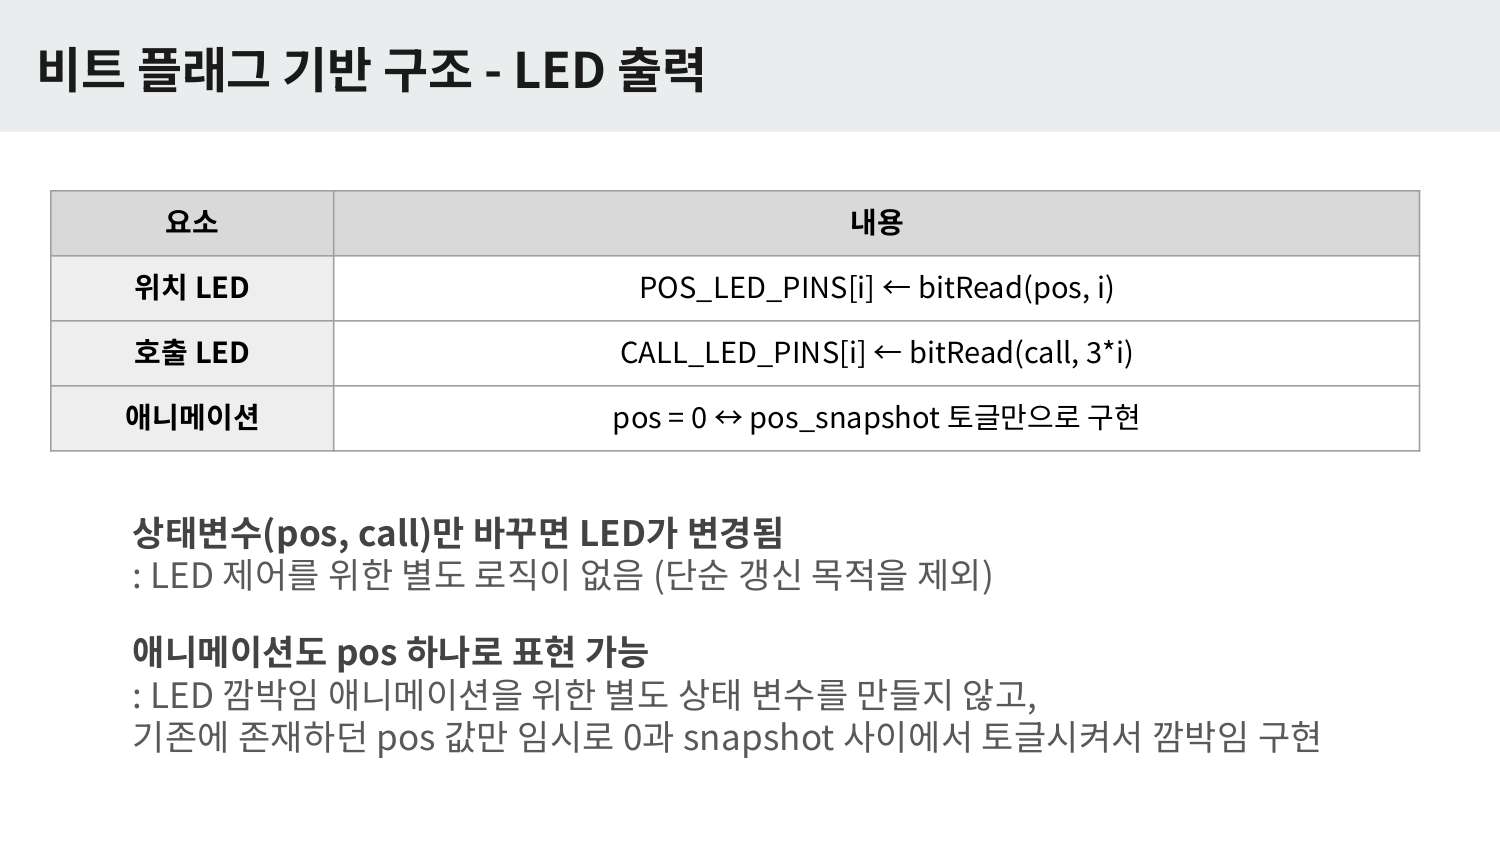 비트 플래그 기반 구조 - LED 출력
요소 내용
위치 LED POS_LED_PINS[i] ← bitRead(pos, i)
호출 LED CALL_LED_PINS[i] ← bitRead(call, 3*i)
애니메이션 pos = 0 ↔ pos_snapshot 토글만으로 구현
상태변수(pos, call)만 바꾸면 LED가 변경됨
: LED 제어를 위한 별도 로직이 없음 (단순 갱신 목적을 제외)
애니메이션도 pos 하나로 표현 가능
: LED 깜박임 애니메이션을 위한 별도 상태 변수를 만들지 않고,
기존에 존재하던 pos 값만 임시로 0과 snapshot 사이에서 토글시켜서 깜박임 구현